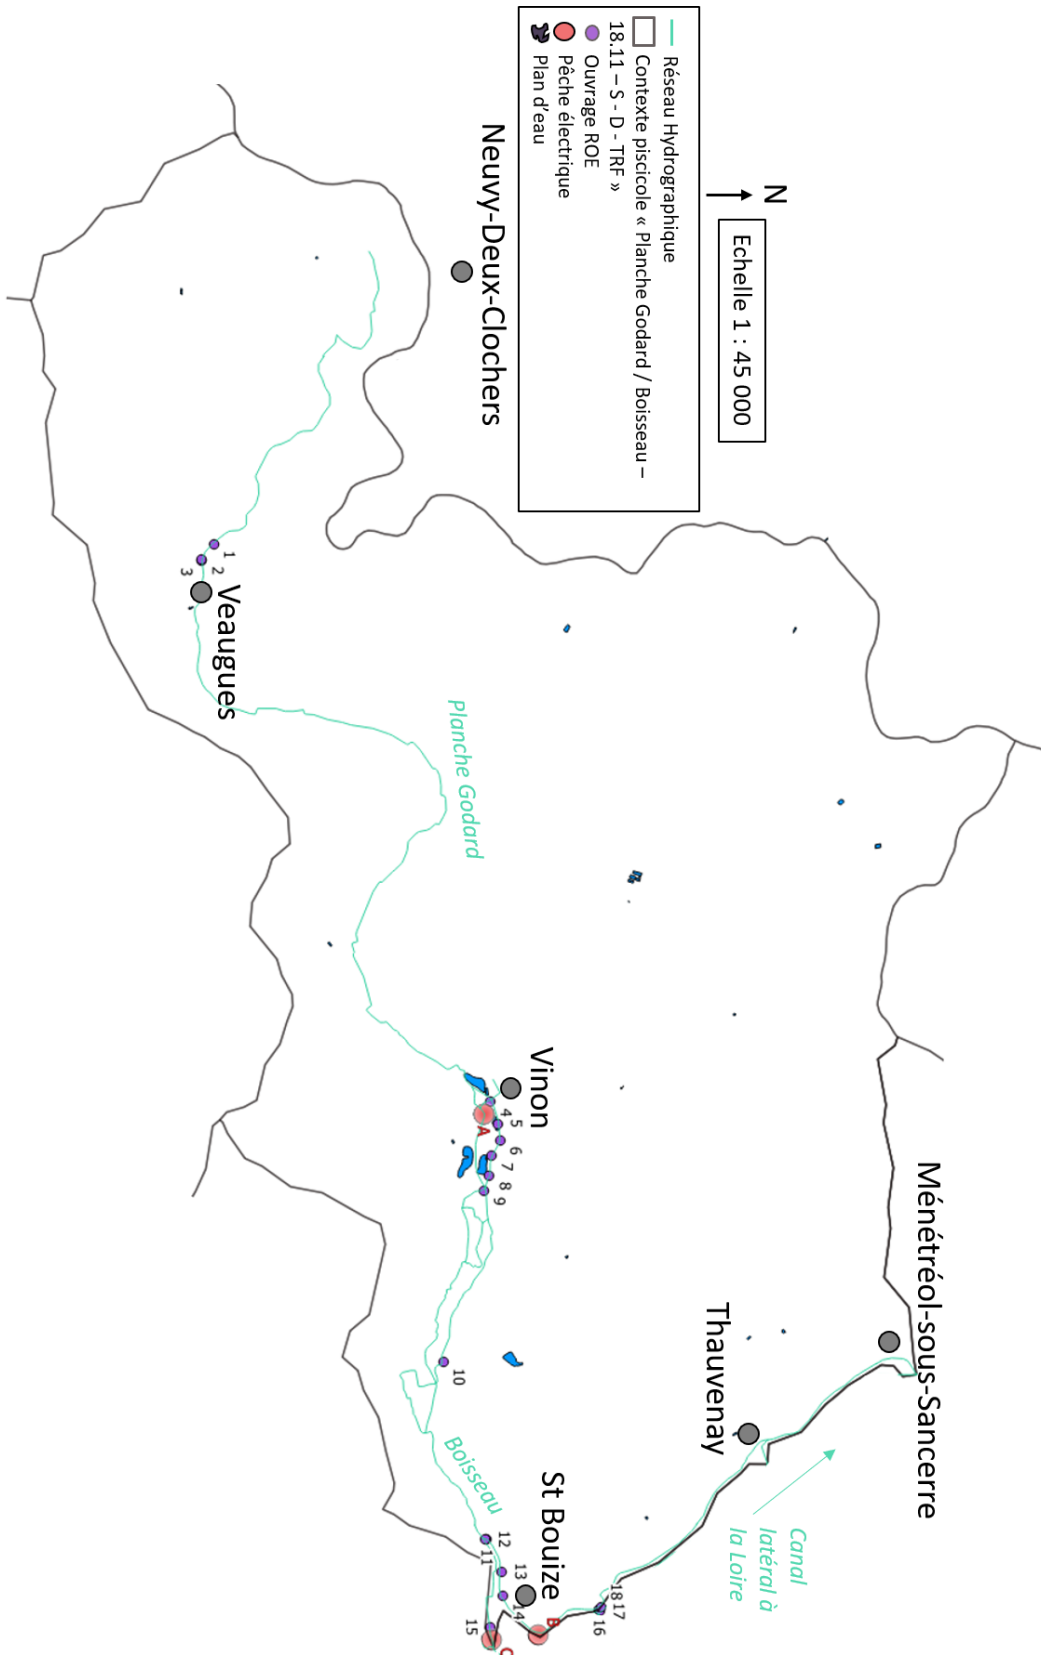 N
Echelle 1 : 45 000
Réseau Hydrographique
Contexte piscicole « Planche Godard / Boisseau –
18.11 – S - D - TRF »
Ouvrage ROE
Pêche électrique
Plan d’eau
Neuvy-Deux-Clochers
Veaugues
1
2
3
Planche Godard
Vinon
4
5
A
6
7
8
9
10
Boisseau
Ménétréol-sous-Sancerre
Thauvenay
Canal
latéral à
la Loire
St Bouize
11
12
13
14
15
16
17
18
B
C